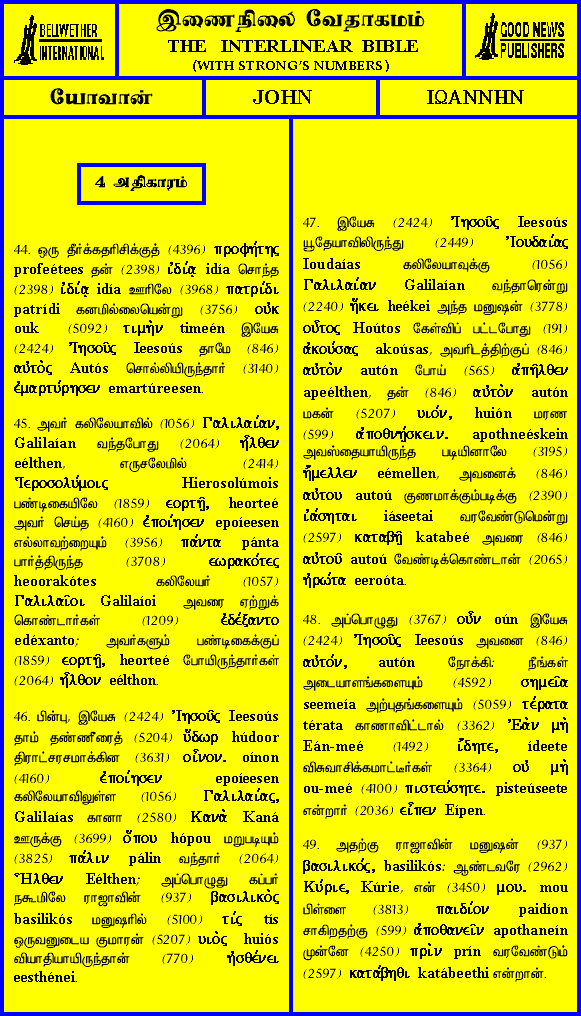 BELLWETHER
INTERNATIONAL
இணைநிலை வேதாகமம்
THE INTERLINEAR BIBLE
(WITH STRONG'S NUMBERS)
GOOD NEWS
PUBLISHERS
யோவான்
JOHN
ΙΩΑΝΝΗΝ
4 அதிகாரம்
44. ஒரு தீர்க்கதரிசிக்குத் (4396) προφήτης
profeétees தன் (2398) ἰδίᾳ idía சொந்த
(2398) ἰδίᾳ idía ஊரிலே (3968) πατρίδι
patrídi கனமில்லையென்று (3756) οὐκ
ouk (5092) τιμὴν timeén இயேசு
(2424) Ἰησοῦς Ieesoús தாமே (846)
αὐτὸς Autós சொல்லியிருந்தார் (3140)
ἐμαρτύρησεν emartúreesen.
45. அவர் கலிலேயாவில் (1056) Γαλιλαίαν,
Galilaían வந்தபோது (2064) ἦλθεν
eélthen, எருசலேமில் (2414)
Ἱεροσολύμοις Hierosolúmois
பண்டிகையிலே (1859) εορτῇ, heorteé
அவர் செய்த (4160) ἐποίησεν epoíeesen
எல்லாவற்றையும் (3956) πάντα pánta
பார்த்திருந்த (3708) εωρακότες
heoorakótes கலிலேயர் (1057)
Γαλιλαῖοι Galilaíoi அவரை ஏற்றுக்
கொண்டார்கள் (1209) ἐδέξαντο
edéxanto; அவர்களும் பண்டிகைக்குப்
(1859) εορτῇ, heorteé போயிருந்தார்கள்
(2064) ἦλθον eélthon.
46. பின்பு, இயேசு (2424) Ἰησοῦς Ieesoús
தாம் தண்ணீரைத் (5204) ὕδωρ húdoor
திராட்சரசமாக்கின (3631) οἶνον. oínon
(4160) ἐποίησεν epoíeesen
கலிலேயாவிலுள்ள (1056) Γαλιλαίας,
Galilaías கானா (2580) Κανὰ Kaná
ஊருக்கு (3699) ὅπου hópou மறுபடியும்
(3825) πάλιν pálin வந்தார் (2064)
Ἦλθεν Eélthen; அப்பொழுது கப்பர்
நகூமிலே ராஜாவின் (937) βασιλικὸς
basilikós மனுஷரில் (5100) τίς tís
ஒருவனுடைய குமாரன் (5207) υιὸς huiós
வியாதியாயிருந்தான் (770) ἠσθένει
eesthénei.
47. இயேசு (2424) Ἰησοῦς Ieesoús
யூதேயாவிலிருந்து (2449) Ἰουδαίας
Ioudaías கலிலேயாவுக்கு (1056)
Γαλιλαίαν Galilaían வந்தாரென்று
(2240) ἥκει heékei அந்த மனுஷன் (3778)
οὗτος Hoútos கேள்விப் பட்டபோது (191)
ἀκούσας akoúsas, அவரிடத்திற்குப் (846)
αὐτὸν autón போய் (565) ἀπῆλθεν
apeélthen, தன் (846) αὐτὸν autón
மகன் (5207) υιόν, huión மரண
(599) ἀποθνῄσκειν. apothneéskein
அவஸ்தையாயிருந்த படியினாலே (3195)
ἤμελλεν eémellen, அவனைக் (846)
αὐτου autoú குணமாக்கும்படிக்கு (2390)
ἰάσηται iáseetai வரவேண்டுமென்று
(2597) καταβῇ katabeé அவரை (846)
αὐτοῦ autoú வேண்டிக்கொண்டான் (2065)
ἠρώτα eeroóta.
48. அப்பொழுது (3767) οὖν oún இயேசு
(2424) Ἰησοῦς Ieesoús அவனை (846)
αὐτόν, autón நோக்கி: நீங்கள்
அடையாளங்களையும் (4592) σημεῖα
seemeía அற்புதங்களையும் (5059) τέρατα
térata காணாவிட்டால் (3362) Ἐὰν μὴ
Eán-meé (1492) ἴδητε, ídeete
விசுவாசிக்கமாட்டீர்கள் (3364) οὐ μὴ
ou-meé (4100) πιστεύσητε. pisteúseete
என்றார் (2036) εἶπεν Eípen.
49. அதற்கு ராஜாவின் மனுஷன் (937)
βασιλικός, basilikós: ஆண்டவரே (2962)
Κύριε, Kúrie, என் (3450) μου. mou
பிள்ளை (3813) παιδίον paidíon
சாகிறதற்கு (599) ἀποθανεῖν apothaneín
முன்னே (4250) πρὶν prín வரவேண்டும்
(2597) κατάβηθι katábeethi என்றான்.